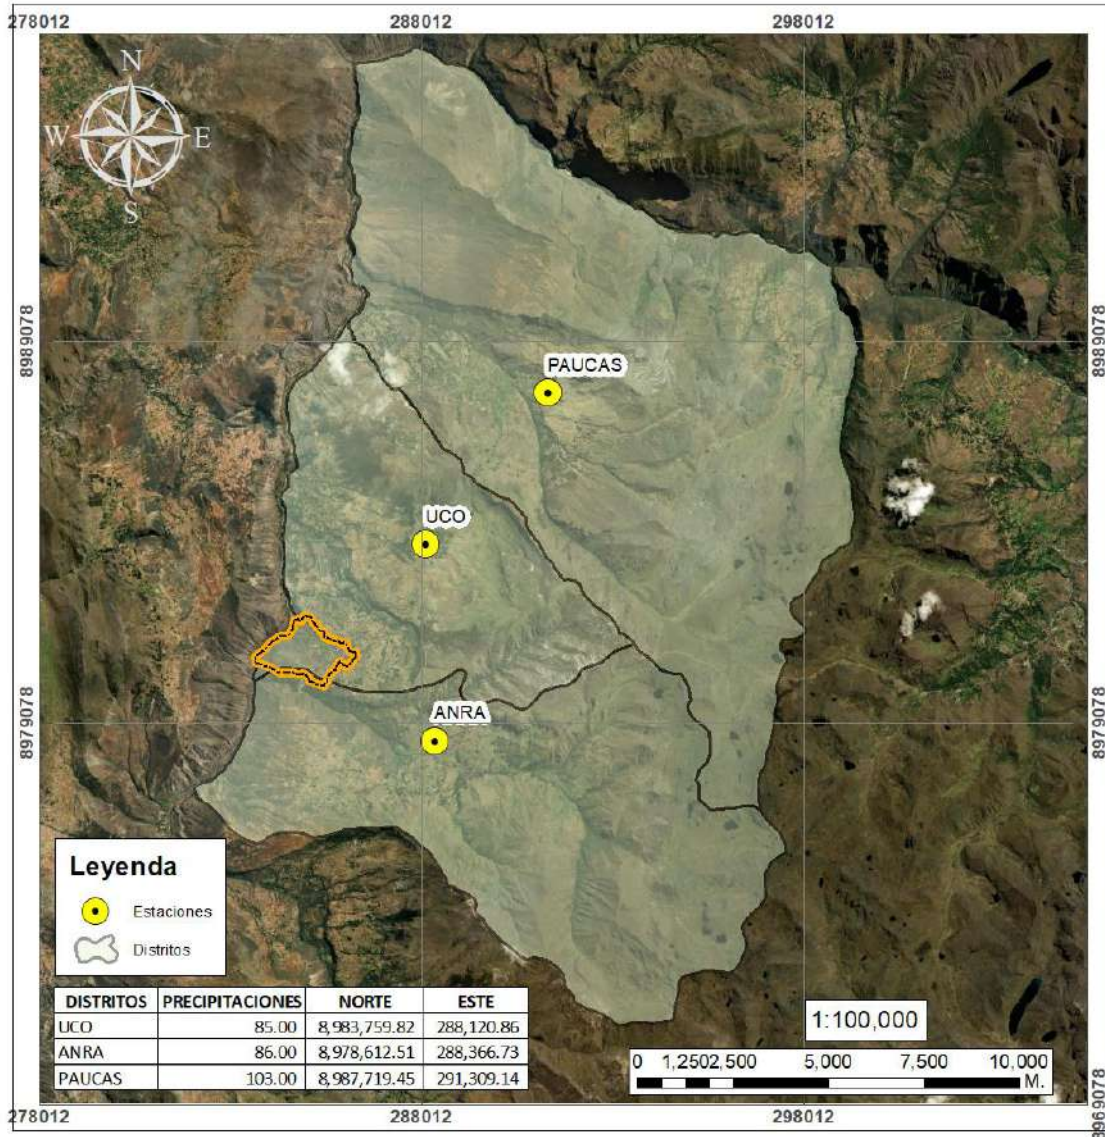 278012 288012 298012
N
W E
S
8989078 8989078
PAUCAS
UCO
ANRA
8979078 8979078
Leyenda
Estaciones
Distritos
DISTRITOS PRECIPITACIONES NORTE ESTE
UCO 85.00 8,983,759.82 288,120.86
ANRA 86.00 8,978,612.51 288,366.73
PAUCAS 103.00 8,987,719.45 291,309.14
1:100,000
0 1,250 2,500 5,000 7,500 10,000
M.
8969078
278012 288012 298012